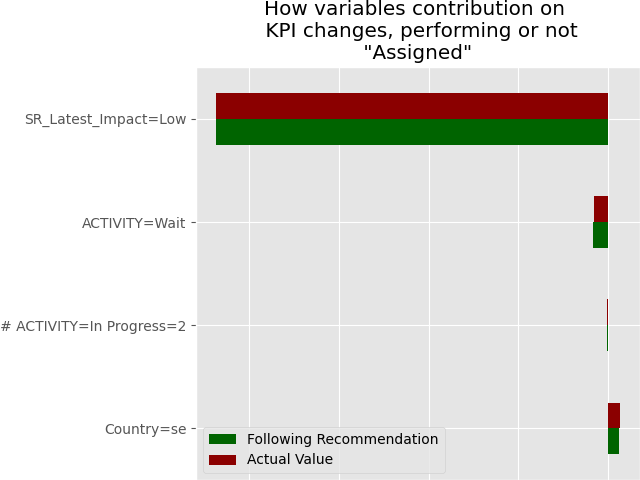 How variables contribution on
KPI changes, performing or not
"Assigned"
SR_Latest_Impact=Low
ACTIVITY=Wait
# ACTIVITY=In Progress=2
Country=se
Following Recommendation
Actual Value